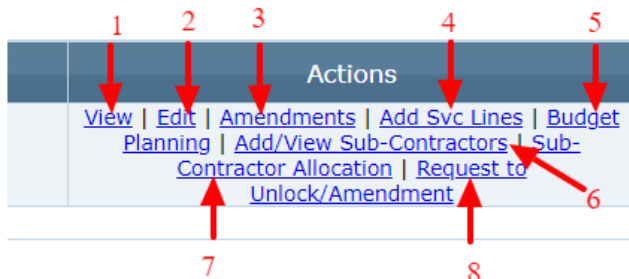 1 2 3 4 5
Actions
View | Edit | Amendments | Add Svc Lines | Budget
Planning | Add/View Sub-Contractors | Sub-
Contractor Allocation | Request to
Unlock/Amendment
6
7 8